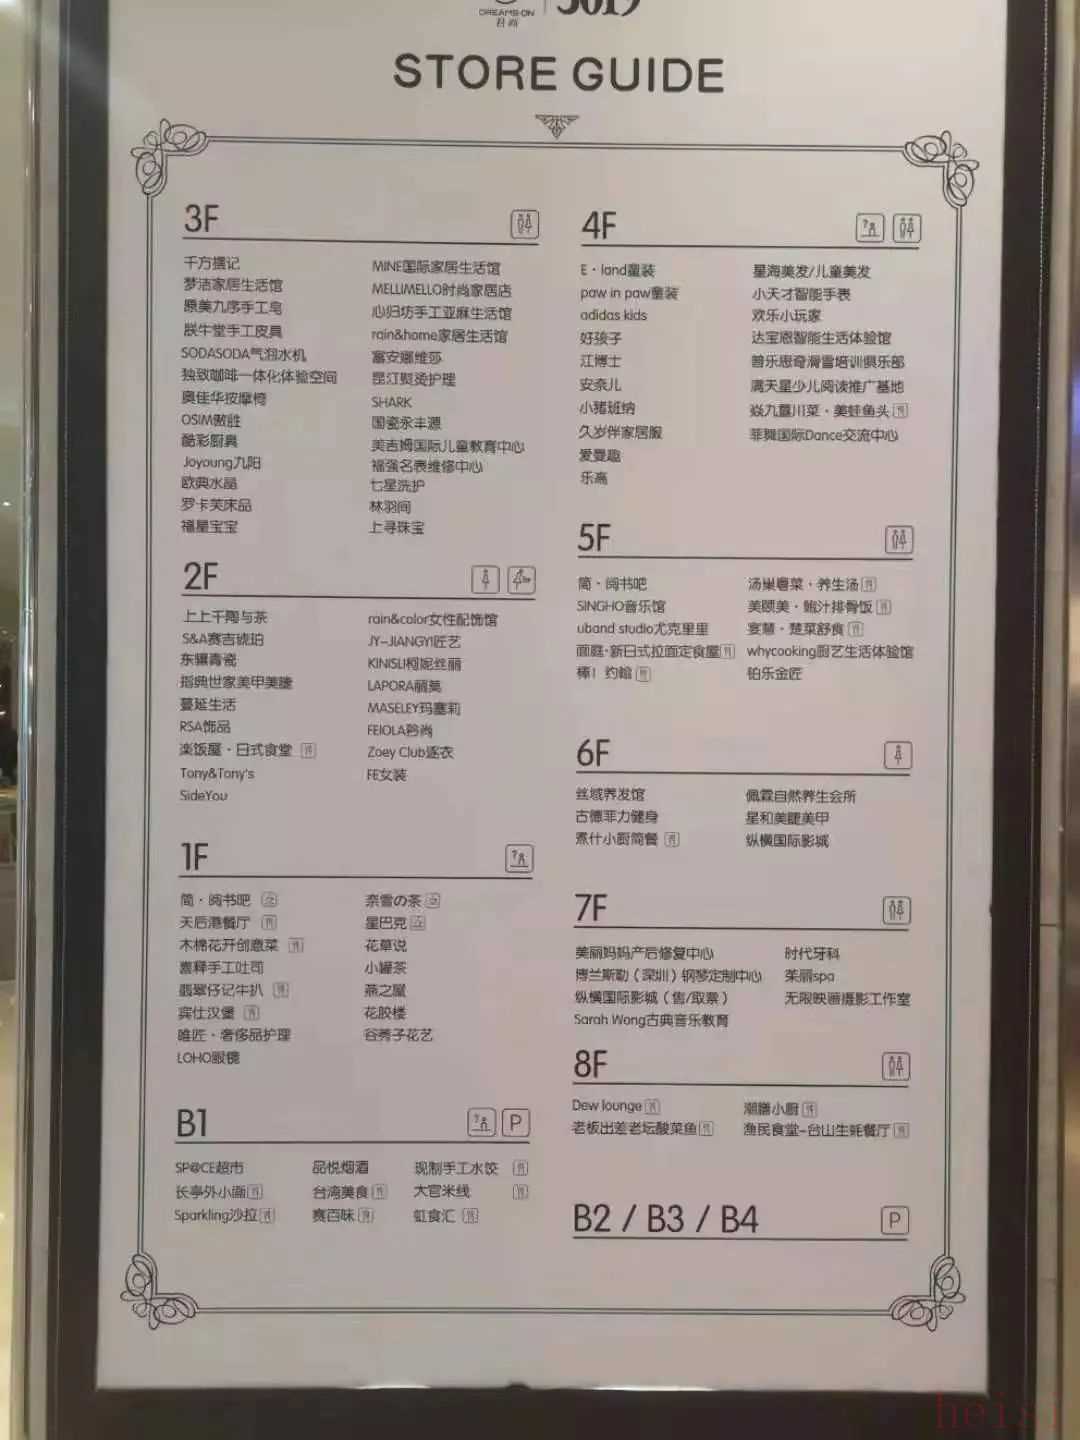 DREAMS-ON
君尚
3019
STORE GUIDE
3F
千方摆记
梦洁家居生活馆
原美九序手工皂
朕牛堂手工皮具
SODASODA气泡水机
独致咖啡一体化体验空间
奥佳华按摩椅
OSIM傲胜
酷彩厨具
Joyoung九阳
欧典水晶
罗卡芙床品
福星宝宝
MINE国际家居生活馆
MELLIMELLO时尚家居店
心归坊手工亚麻生活馆
rain&home家居生活馆
富安娜维莎
昆江熨烫护理
SHARK
国瓷永丰源
美吉姆国际儿童教育中心
福强名表维修中心
七星洗护
林羽间
上寻珠宝
2F
上上千陶与茶
S&A赛吉琥珀
东骧青瓷
指典世家美甲美睫
蔓延生活
RSA饰品
楽饭屋·日式食堂
Tony&Tony's
SideYou
rain&color女性配饰馆
JY-JIANGYI匠艺
KINISLI柯妮丝丽
LAPORA丽莫
MASELEY玛塞莉
FEIOLA矜尚
Zoey Club逐衣
FE女装
1F
简·阅书吧
天后港餐厅
木棉花开创意菜
喜释手工吐司
翡翠仔记牛扒
宾仕汉堡
唯匠·奢侈品护理
LOHO眼镜
奈雪の茶
星巴克
花草说
小罐茶
燕之屋
花胶楼
谷秀子花艺
B1
P
SP@CE超市
长亭外小面
Sparkling沙拉
品悦烟酒
台湾美食
赛百味
现制手工水饺
大官米线
虹食汇
4F
E·land童装
paw in paw童装
adidas kids
好孩子
江博士
安奈儿
小猪班纳
久岁伴家居服
爱曼趣
乐高
星海美发/儿童美发
小天才智能手表
欢乐小玩家
达宝恩智能生活体验馆
普乐思奇滑雪培训俱乐部
满天星少儿阅读推广基地
焱九囍川菜·美蛙鱼头
菲舞国际Dance交流中心
5F
简·阅书吧
SINGHO音乐馆
uband studio尤克里里
面庭·新日式拉面定食屋
棒！约翰
汤巢粤菜·养生汤
美颐美·鲍汁排骨饭
宴慧·楚菜舒食
whycooking厨艺生活体验馆
铂乐金匠
6F
丝域养发馆
古德菲力健身
煮什小厨简餐
佩霖自然养生会所
星和美睫美甲
纵横国际影城
7F
美丽妈妈产后修复中心
博兰斯勒（深圳）钢琴定制中心
纵横国际影城（售/取票）
Sarah Wong古典音乐教育
时代牙科
茱丽spa
无限映画摄影工作室
8F
Dew lounge
老板出差老坛酸菜鱼
潮膳小厨
渔民食堂-台山生蚝餐厅
B2 / B3 / B4
P
heisi